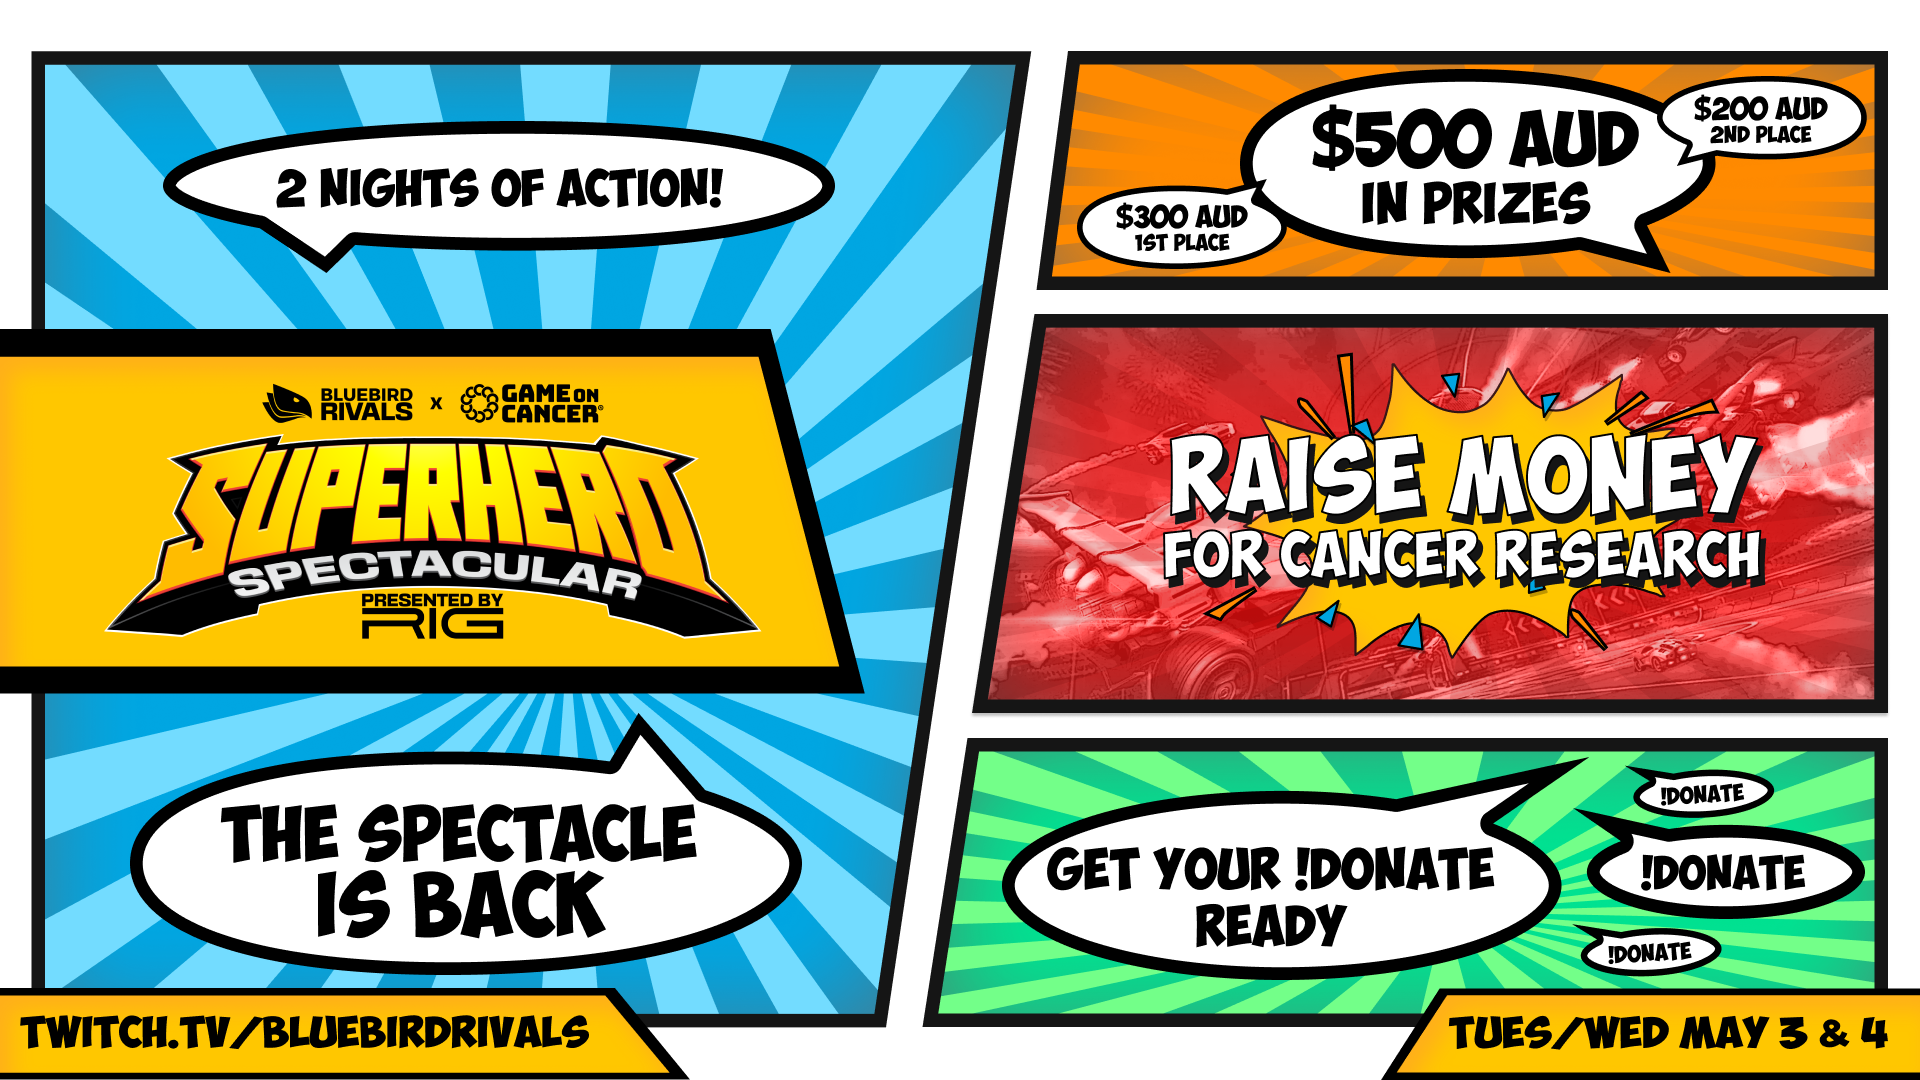 2 NIGHTS OF ACTION!
BLUEBIRD
RIVALS
x
GAME ON
CANCER®
SUPERHERO
SPECTACULAR
PRESENTED BY
RIG
THE SPECTACLE
IS BACK
TWITCH.TV/BLUEBIRDRIVALS
$500 AUD
IN PRIZES
$200 AUD
2ND PLACE
$300 AUD
1ST PLACE
RAISE MONEY
FOR CANCER RESEARCH
GET YOUR !DONATE
READY
!DONATE
!DONATE
!DONATE
TUES/WED MAY 3 & 4